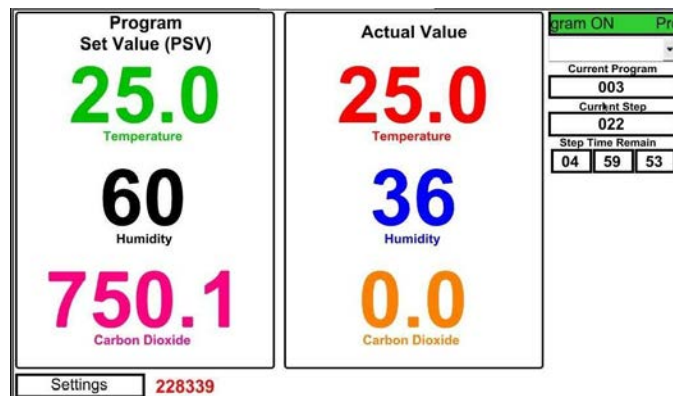 Program
Set Value (PSV)
25.0
Temperature
60
Humidity
750.1
Carbon Dioxide
Actual Value
25.0
Temperature
36
Humidity
0.0
Carbon Dioxide
gram ON Pr
Current Program
003
Current Step
022
Step Time Remain
04 59 53
Settings 228339